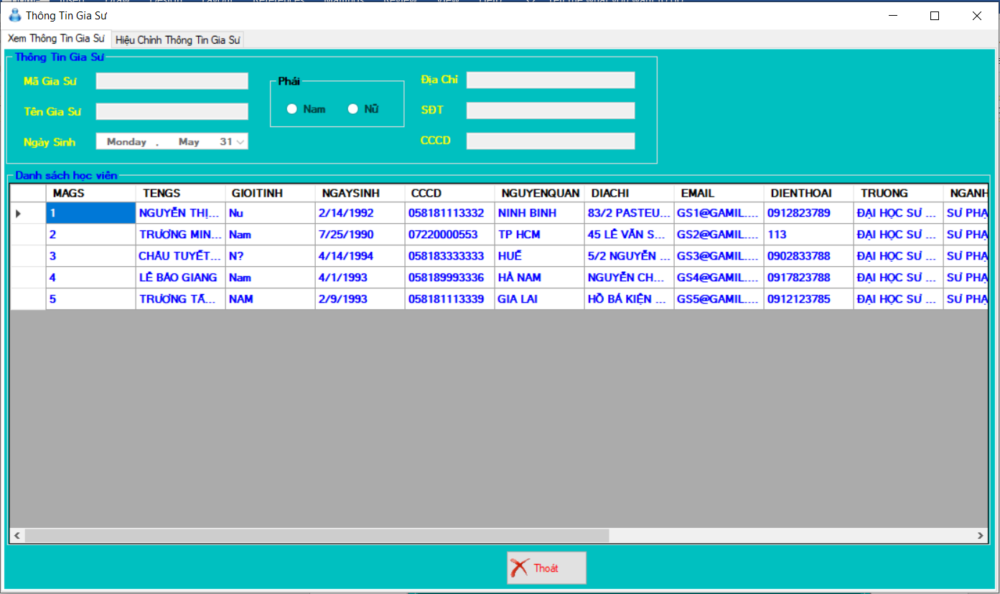 Thông Tin Gia Sư
Xem Thông Tin Gia Sư Hiệu Chỉnh Thông Tin Gia Sư
Thông Tin Gia Sư
Mã Gia Sư Phái Địa Chỉ
Tên Gia Sư Nam Nữ SĐT
Ngày Sinh Monday , May 31 CCCD
Danh sách học viên
MAGS TENGS GIOITINH NGAYSINH CCCD NGUYENQUAN DIACHI EMAIL DIENTHOAI TRUONG NGANH
1 NGUYỄN THỊ... Nu 2/14/1992 058181113332 NINH BINH 83/2 PASTEU... GS1@GAMIL.... 0912823789 ĐẠI HỌC SƯ ... SƯ PHẠ
2 TRƯƠNG MIN... Nam 7/25/1990 07220000553 TP HCM 45 LÊ VĂN S... GS2@GAMIL.... 113 ĐẠI HỌC SƯ ... SƯ PHẠ
3 CHÂU TUYẾT... N? 4/14/1994 058183333333 HUẾ 5/2 NGUYỄN ... GS3@GAMIL.... 0902833788 ĐẠI HỌC SƯ ... SƯ PHẠ
4 LÊ BẢO GIANG Nam 4/1/1993 058189993336 HÀ NAM NGUYỄN CH... GS4@GAMIL.... 0917823788 ĐẠI HỌC SƯ ... SƯ PHẠ
5 TRƯƠNG TẤ... NAM 2/9/1993 058181113339 GIA LAI HỒ BÁ KIỆN ... GS5@GAMIL.... 0912123785 ĐẠI HỌC SƯ ... SƯ PHẠ
Thoát